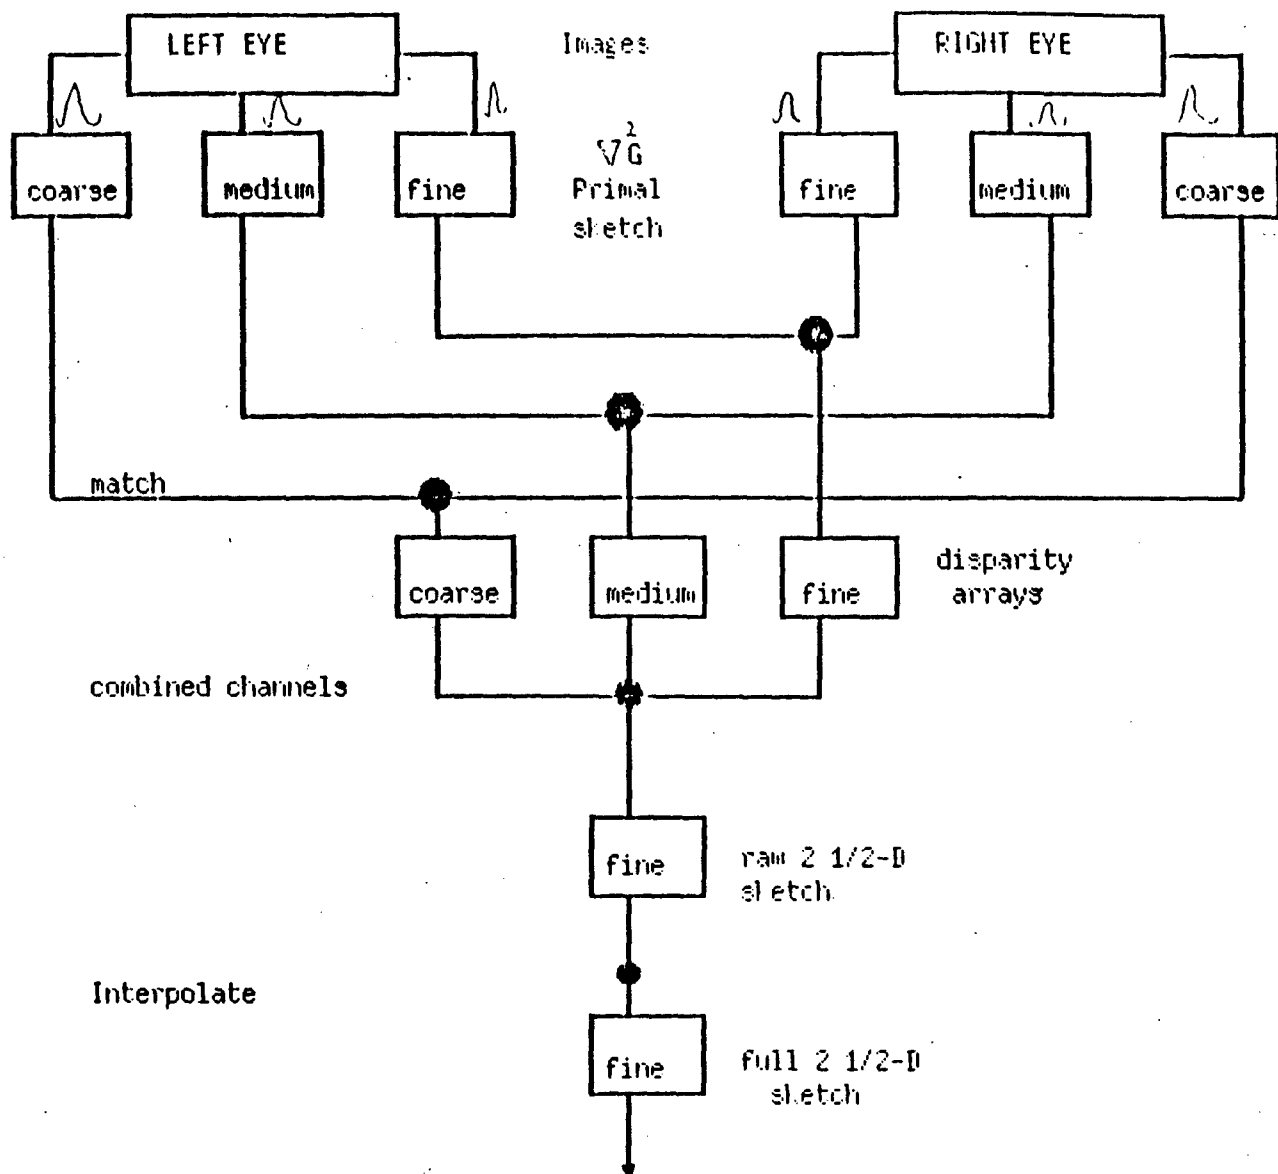 LEFT EYE
Images
RIGHT EYE
coarse
medium
fine
∇²G
Primal
sketch
fine
medium
coarse
match
coarse
medium
fine
disparity
arrays
combined channels
fine
raw 2 1/2-D
sketch
Interpolate
fine
full 2 1/2-D
sketch